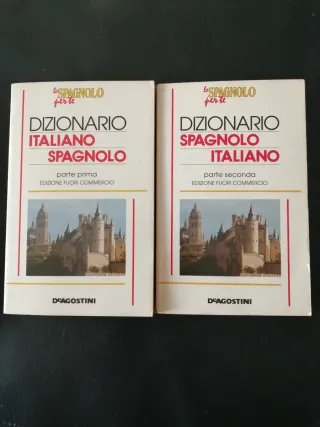 lo SPAGNOLO
per te
DIZIONARIO
ITALIANO
SPAGNOLO
parte prima
EDIZIONE FUORI COMMERCIO
DEAGOSTINI
lo SPAGNOLO
per te
DIZIONARIO
SPAGNOLO
ITALIANO
parte seconda
EDIZIONE FUORI COMMERCIO
DEAGOSTINI